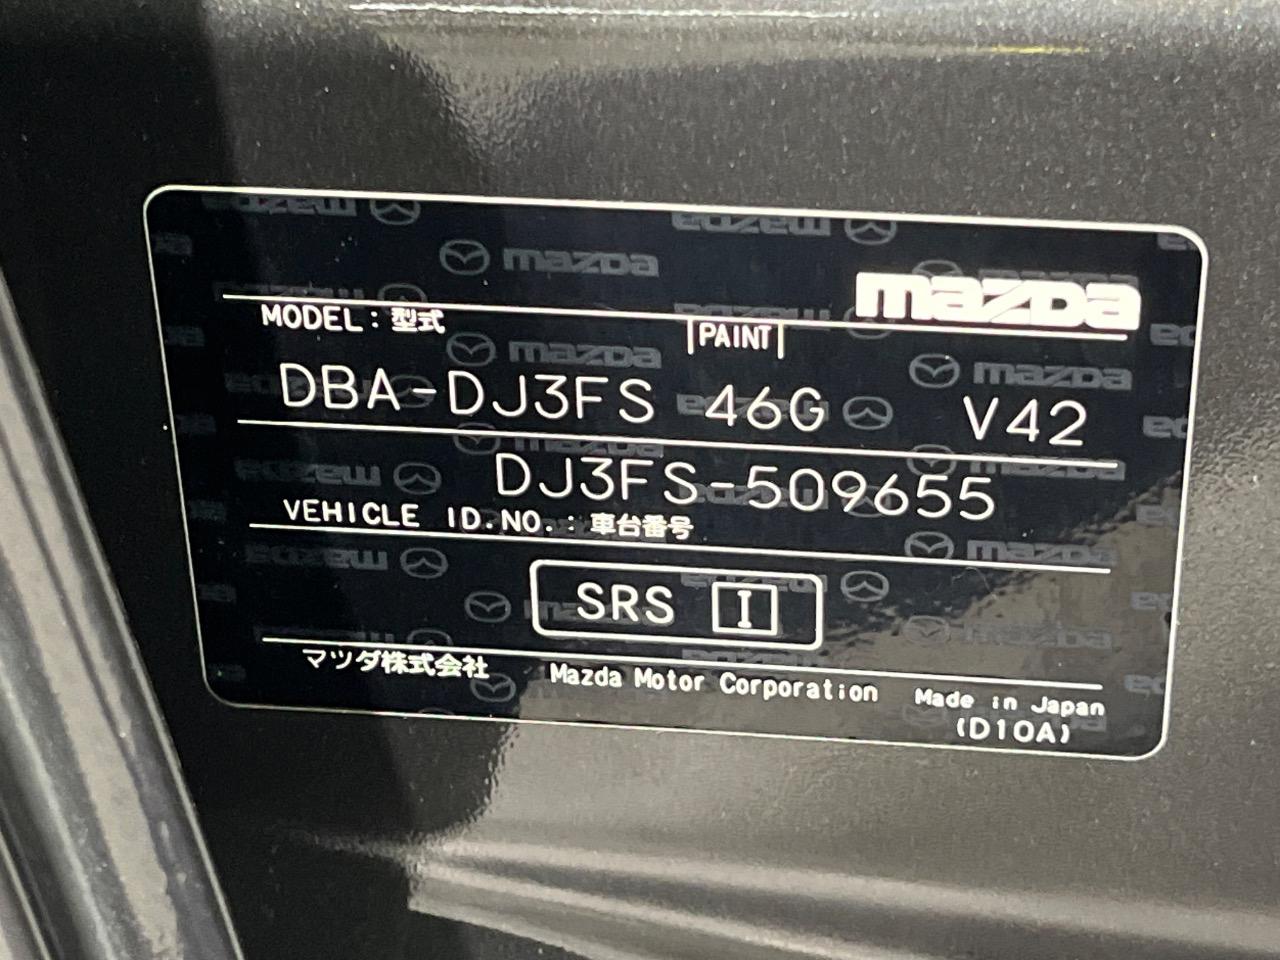 mazda
MODEL：型式 PAINT
DBA-DJ3FS 46G V42
DJ3FS-509655
VEHICLE ID.NO.：車台番号
SRS I
マツダ株式会社 Mazda Motor Corporation Made in Japan
(D10A)